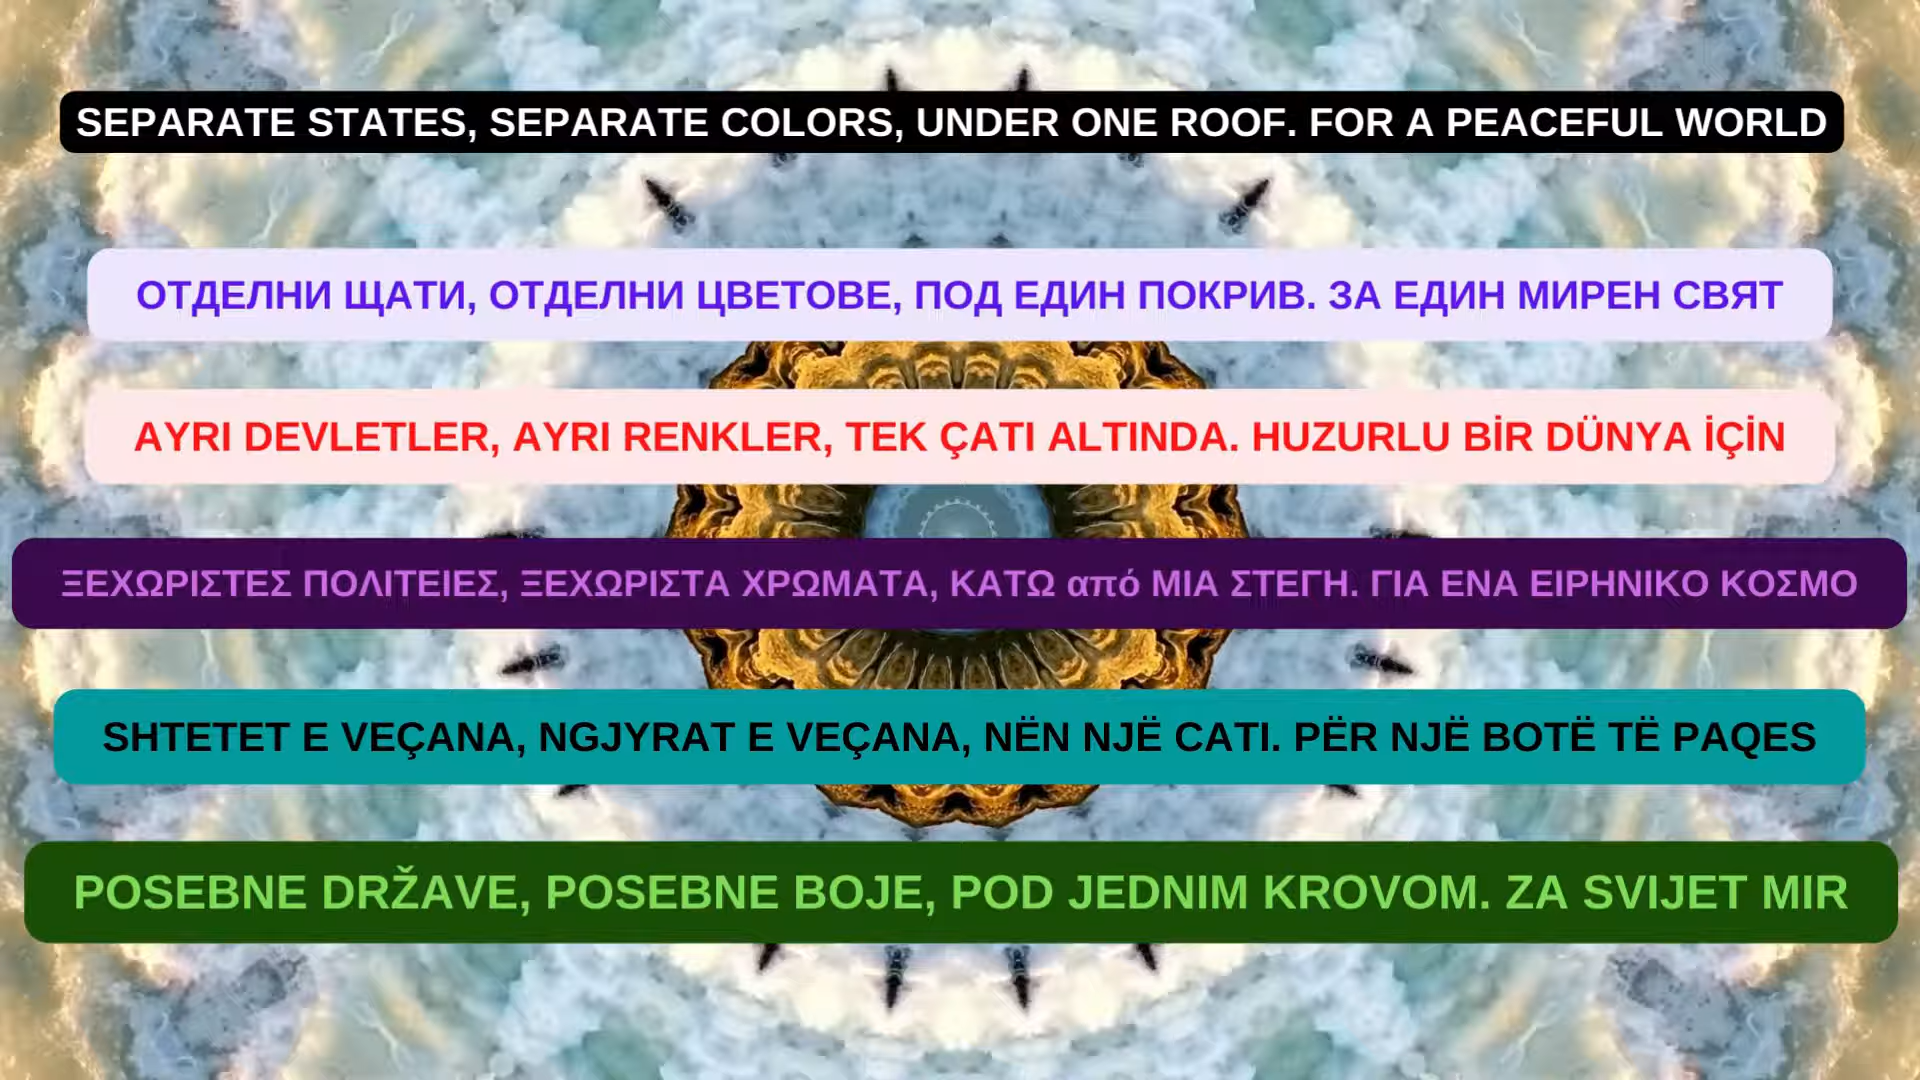 SEPARATE STATES, SEPARATE COLORS, UNDER ONE ROOF. FOR A PEACEFUL WORLD
ОТДЕЛНИ ЩАТИ, ОТДЕЛНИ ЦВЕТОВЕ, ПОД ЕДИН ПОКРИВ. ЗА ЕДИН МИРЕН СВЯТ
AYRI DEVLETLER, AYRI RENKLER, TEK ÇATI ALTINDA. HUZURLU BİR DÜNYA İÇİN
ΞΕΧΩΡΙΣΤΕΣ ΠΟΛΙΤΕΙΕΣ, ΞΕΧΩΡΙΣΤΑ ΧΡΩΜΑΤΑ, ΚΑΤΩ από ΜΙΑ ΣΤΕΓΗ. ΓΙΑ ΕΝΑ ΕΙΡΗΝΙΚΟ ΚΟΣΜΟ
SHTETET E VEÇANA, NGJYRAT E VEÇANA, NËN NJË CATI. PËR NJË BOTË TË PAQES
POSEBNE DRŽAVE, POSEBNE BOJE, POD JEDNIM KROVOM. ZA SVIJET MIR